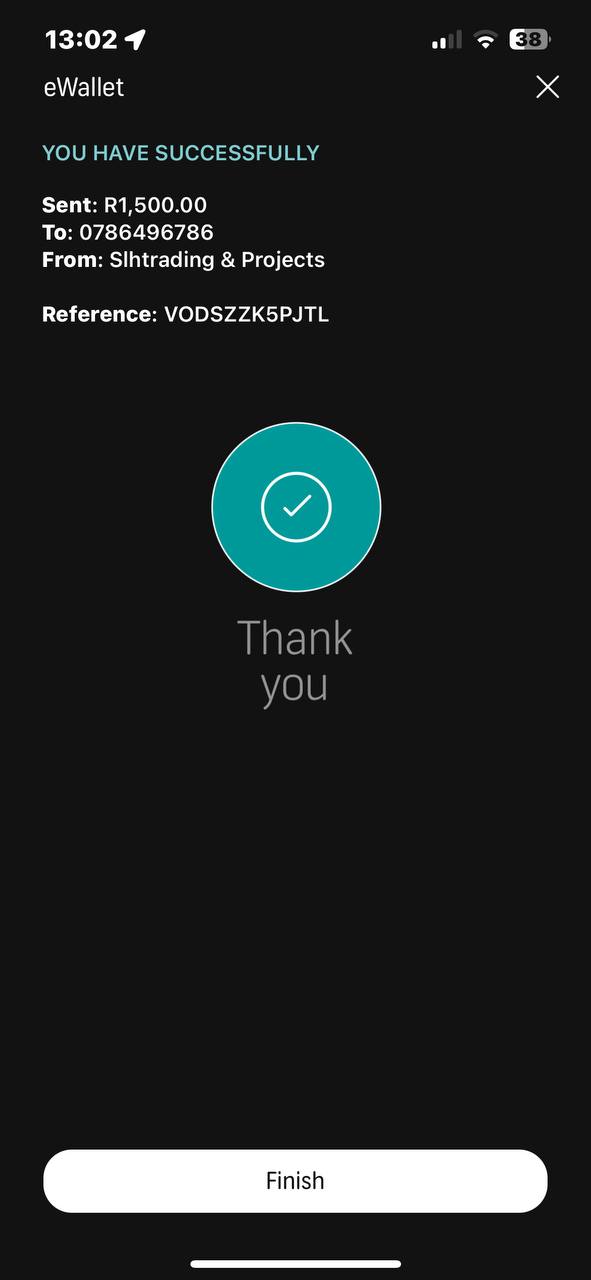 13:02
38
eWallet
YOU HAVE SUCCESSFULLY
Sent: R1,500.00
To: 0786496786
From: Slhtrading & Projects
Reference: VODSZZK5PJTL
Thank
you
Finish